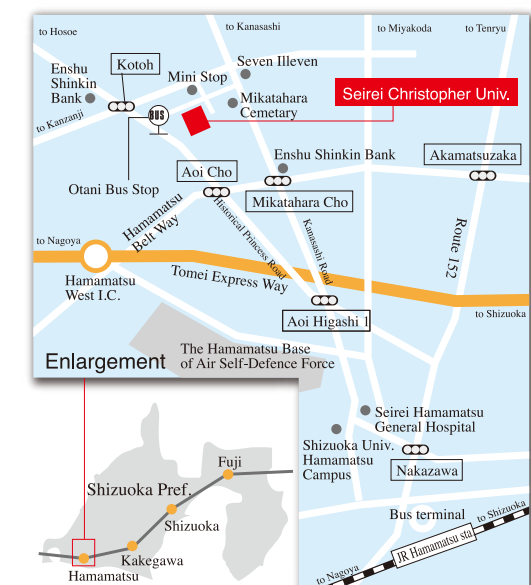 to Hosoe
to Kanasashi
to Miyakoda
to Tenryu
Enshu
Shinkin
Bank
Kotoh
Mini Stop
Seven Illeven
Mikatahara
Cemetary
Seirei Christopher Univ.
to Kanzanji
BUS
Otani Bus Stop
Aoi Cho
Enshu Shinkin Bank
Akamatsuzaka
Mikatahara Cho
Hamamatsu
Belt Way
Historical Princess Road
Kanasashi Road
Route 152
to Nagoya
Hamamatsu
West I.C.
Tomei Express Way
to Shizuoka
Aoi Higashi 1
Enlargement
The Hamamatsu Base
of Air Self-Defence Force
Seirei Hamamatsu
General Hospital
Shizuoka Univ.
Hamamatsu
Campus
Nakazawa
Bus terminal
to Shizuoka
JR Hamamatsu sta.
to Nagoya
Shizuoka Pref.
Fuji
Shizuoka
Kakegawa
Hamamatsu